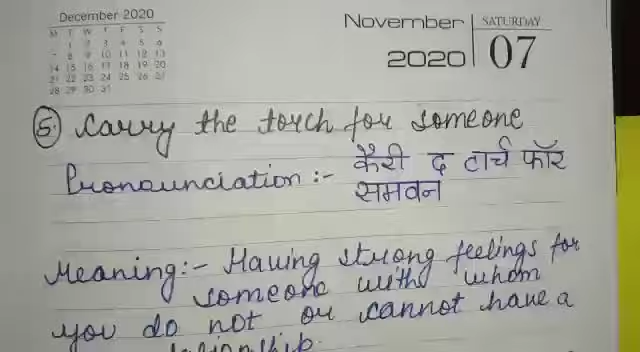 December 2020
M T W T F S S
1 2 3 4 5 6
7 8 9 10 11 12 13
14 15 16 17 18 19 20
21 22 23 24 25 26 27
28 29 30 31
November
2020
SATURDAY
07
5. Carry the torch for someone
Pronounciation :- कैरी द टार्च फॉर
समवन
Meaning:- Having strong feelings for
someone with whom
you do not or cannot have a